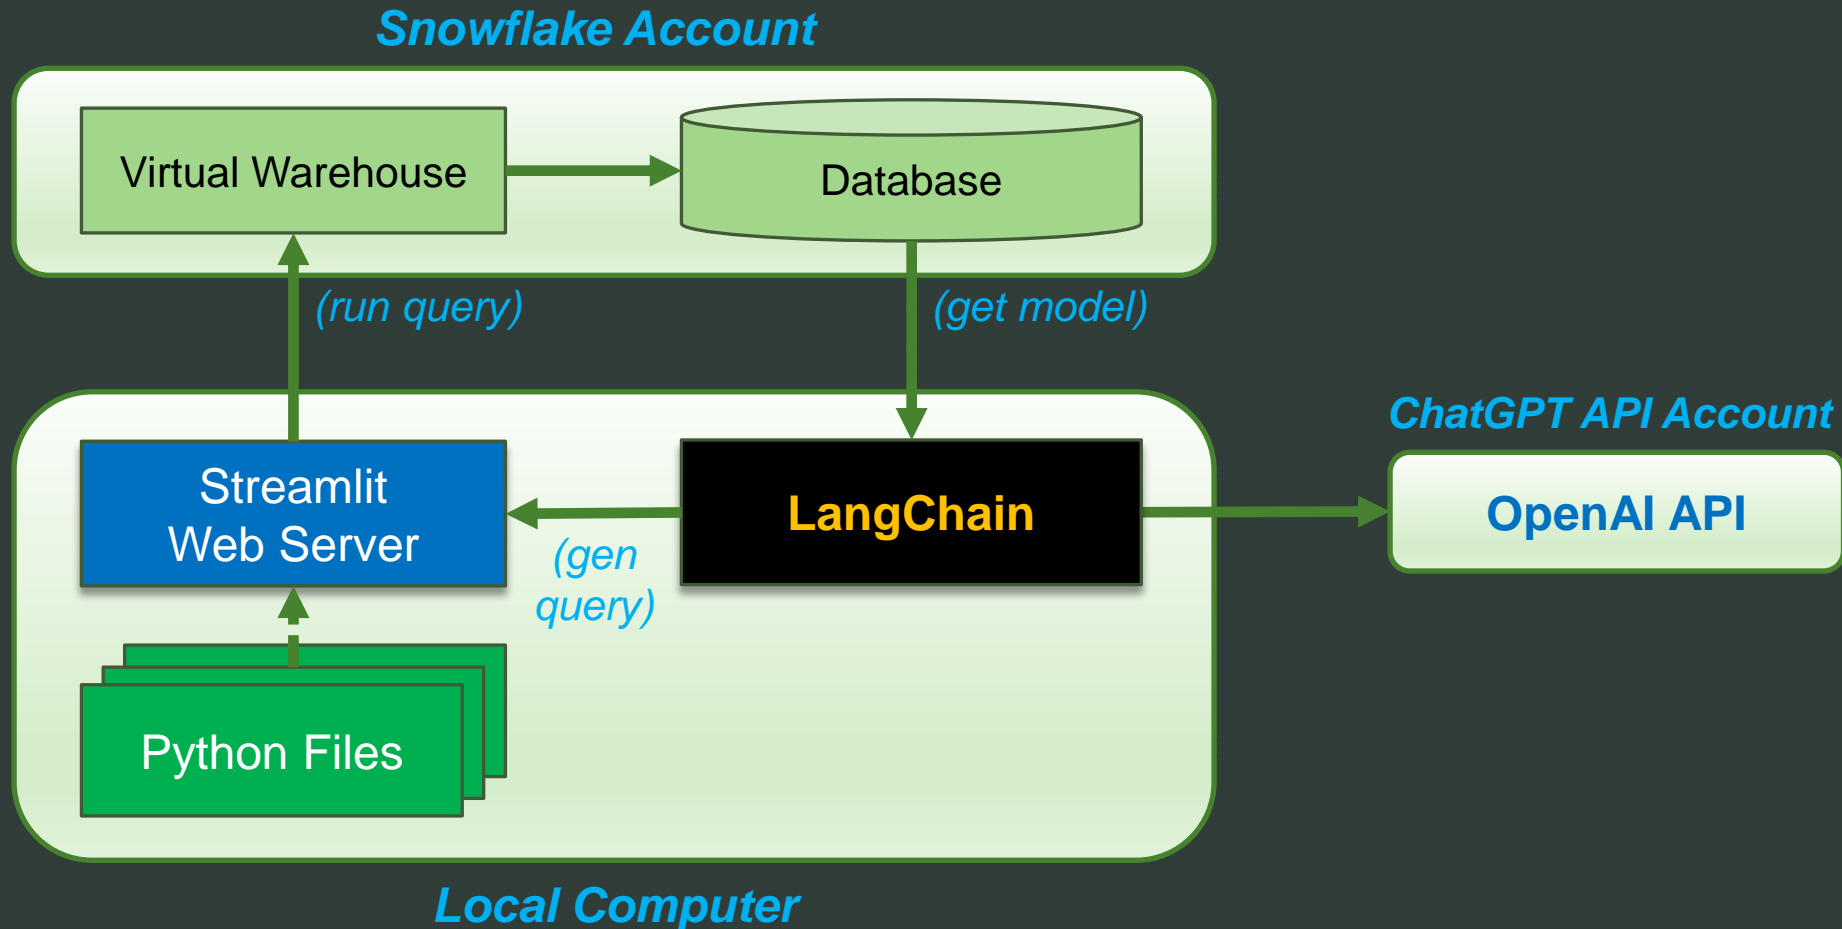 Snowflake Account
Virtual Warehouse
Database
(run query)
(get model)
ChatGPT API Account
Streamlit
Web Server
LangChain
OpenAI API
(gen
query)
Python Files
Local Computer